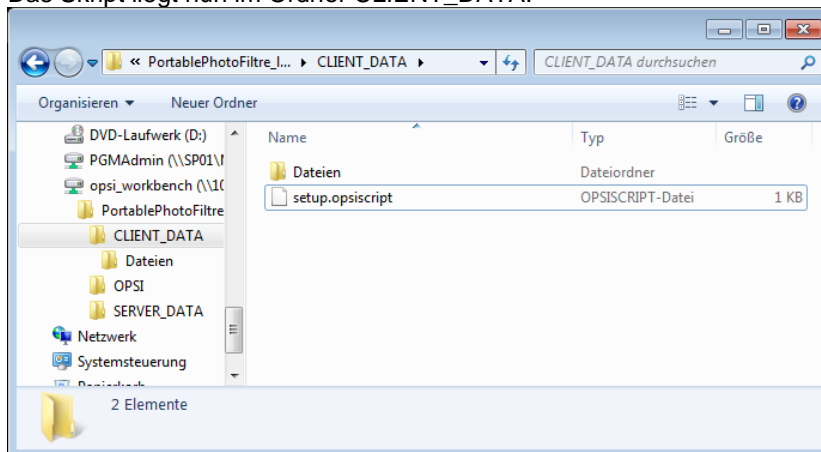 Das Skript liegt nun im Ordner CLIENT_DATA:
« PortablePhotoFiltre_l... ▸ CLIENT_DATA ▸
CLIENT_DATA durchsuchen
Organisieren Neuer Ordner
DVD-Laufwerk (D:)
PGMAdmin (\\SP01\
opsi_workbench (\\
PortablePhotoFiltre
CLIENT_DATA
Dateien
OPSI
SERVER_DATA
Netzwerk
Systemsteuerung
Name Typ Größe
Dateien Dateiordner
setup.opsiscript OPSISCRIPT-Datei 1 KB
2 Elemente